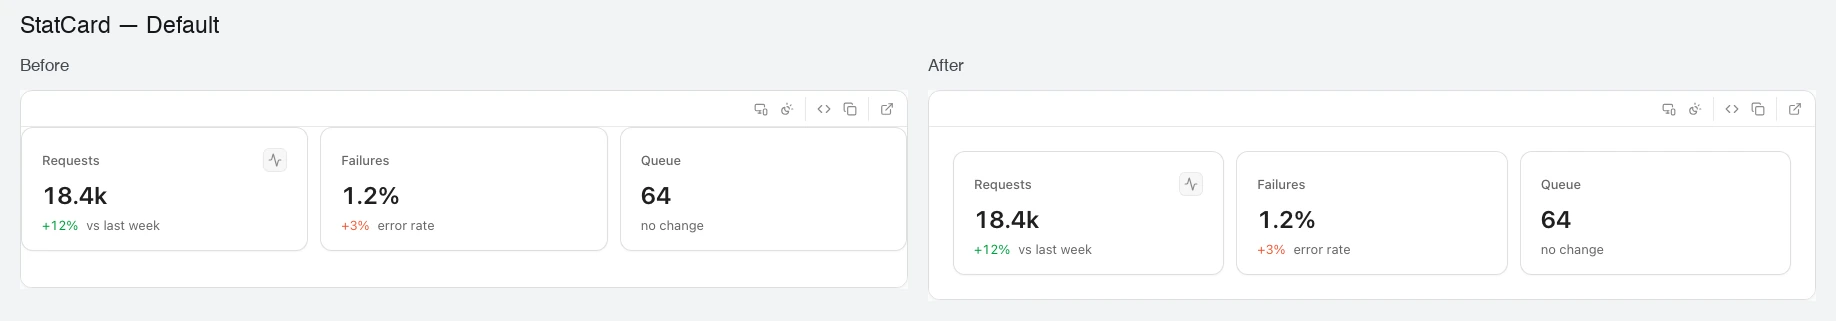 StatCard — Default
Before
Requests
18.4k
+12% vs last week
Failures
1.2%
+3% error rate
Queue
64
no change
After
Requests
18.4k
+12% vs last week
Failures
1.2%
+3% error rate
Queue
64
no change